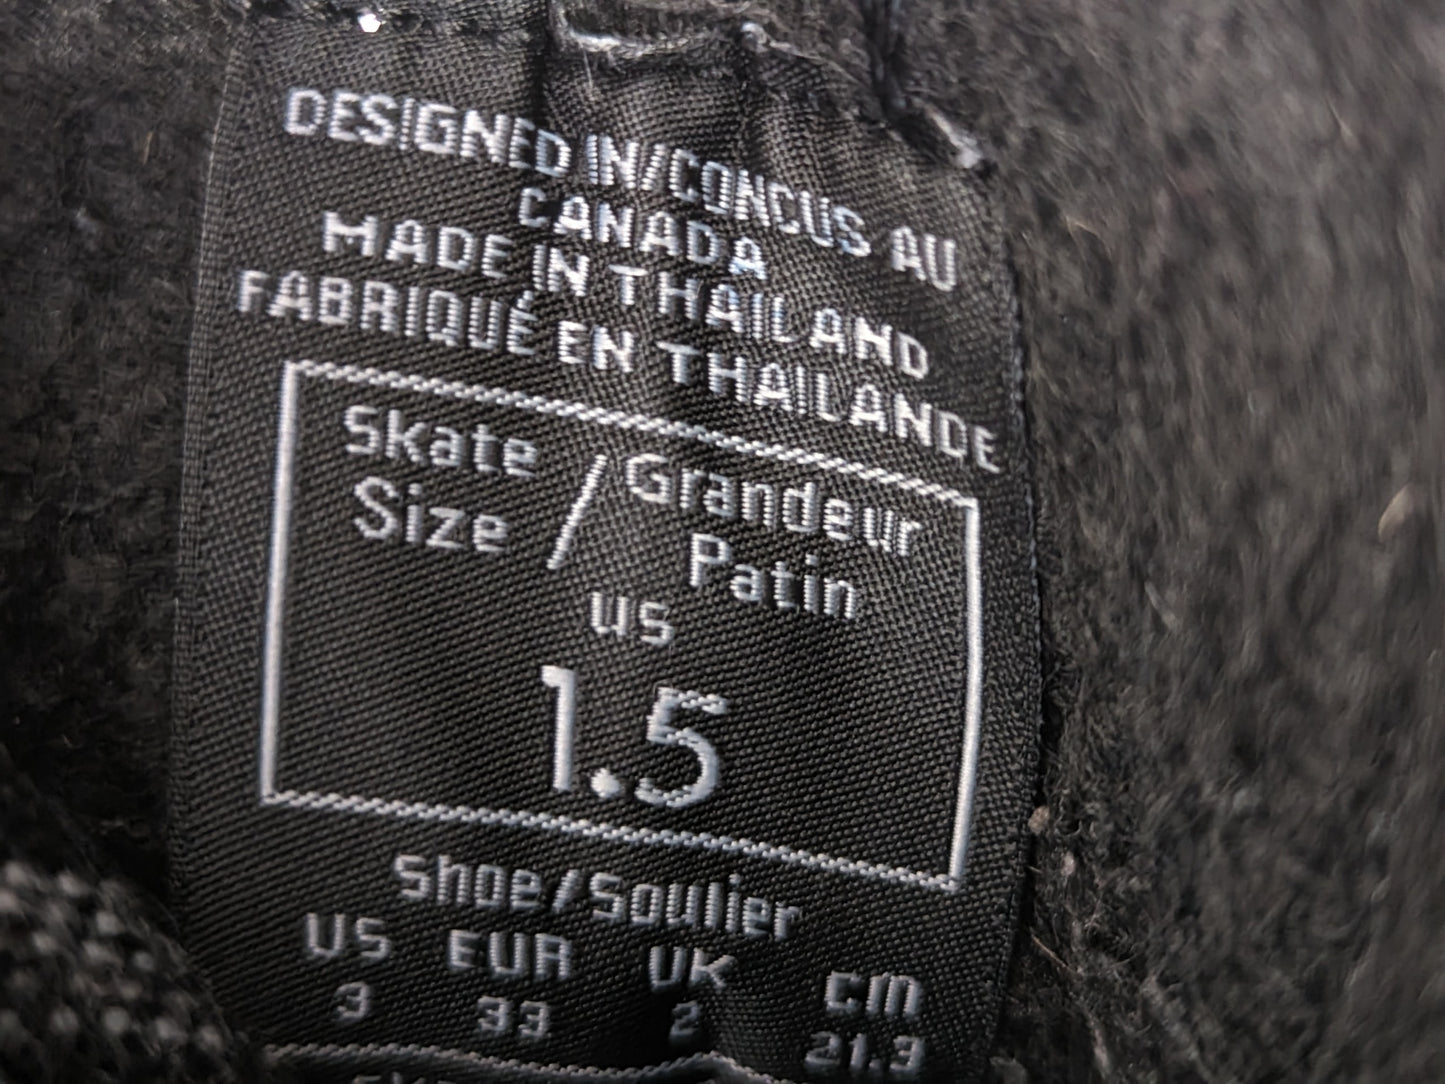 DESIGNED IN/CONCUS AU
CANADA
MADE IN THAILAND
FABRIQUÉ EN THAILANDE
Skate / Grandeur
Size Patin
US
1.5
Shoe/Soulier
US EUR UK CM
3 33 2 21.3